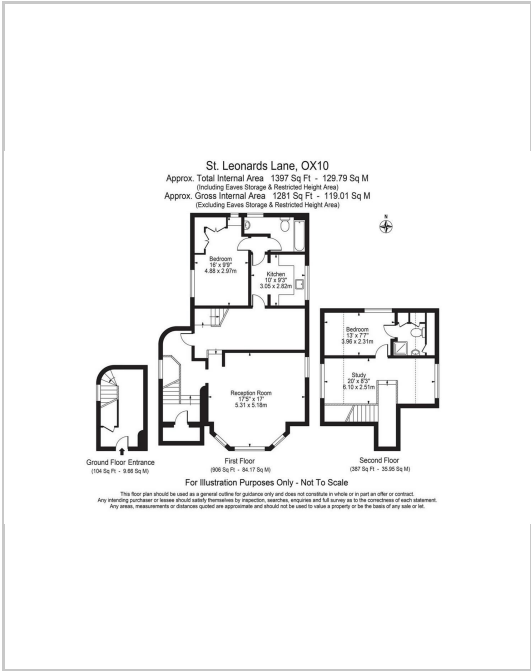 St. Leonards Lane, OX10
Approx. Total Internal Area 1397 Sq Ft - 129.79 Sq M
(Including Eaves Storage & Restricted Height Area)
Approx. Gross Internal Area 1281 Sq Ft - 119.01 Sq M
(Excluding Eaves Storage & Restricted Height Area)
N
Bedroom
16' x 9'9"
4.88 x 2.97m
Kitchen
10' x 9'3"
3.05 x 2.82m
Bedroom
13' x 7'7"
3.96 x 2.31m
Study
20' x 8'3"
6.10 x 2.51m
Reception Room
17'5" x 17'
5.31 x 5.18m
Ground Floor Entrance
(104 Sq Ft - 9.66 Sq M)
First Floor
(906 Sq Ft - 84.17 Sq M)
Second Floor
(387 Sq Ft - 35.95 Sq M)
For Illustration Purposes Only - Not To Scale
This floor plan should be used as a general outline for guidance only and does not constitute in whole or in part an offer or contract.
Any intending purchaser or lessee should satisfy themselves by inspection, searches, enquiries and full survey as to the correctness of each statement.
Any areas, measurements or distances quoted are approximate and should not be used to value a property or be the basis of any sale or let.